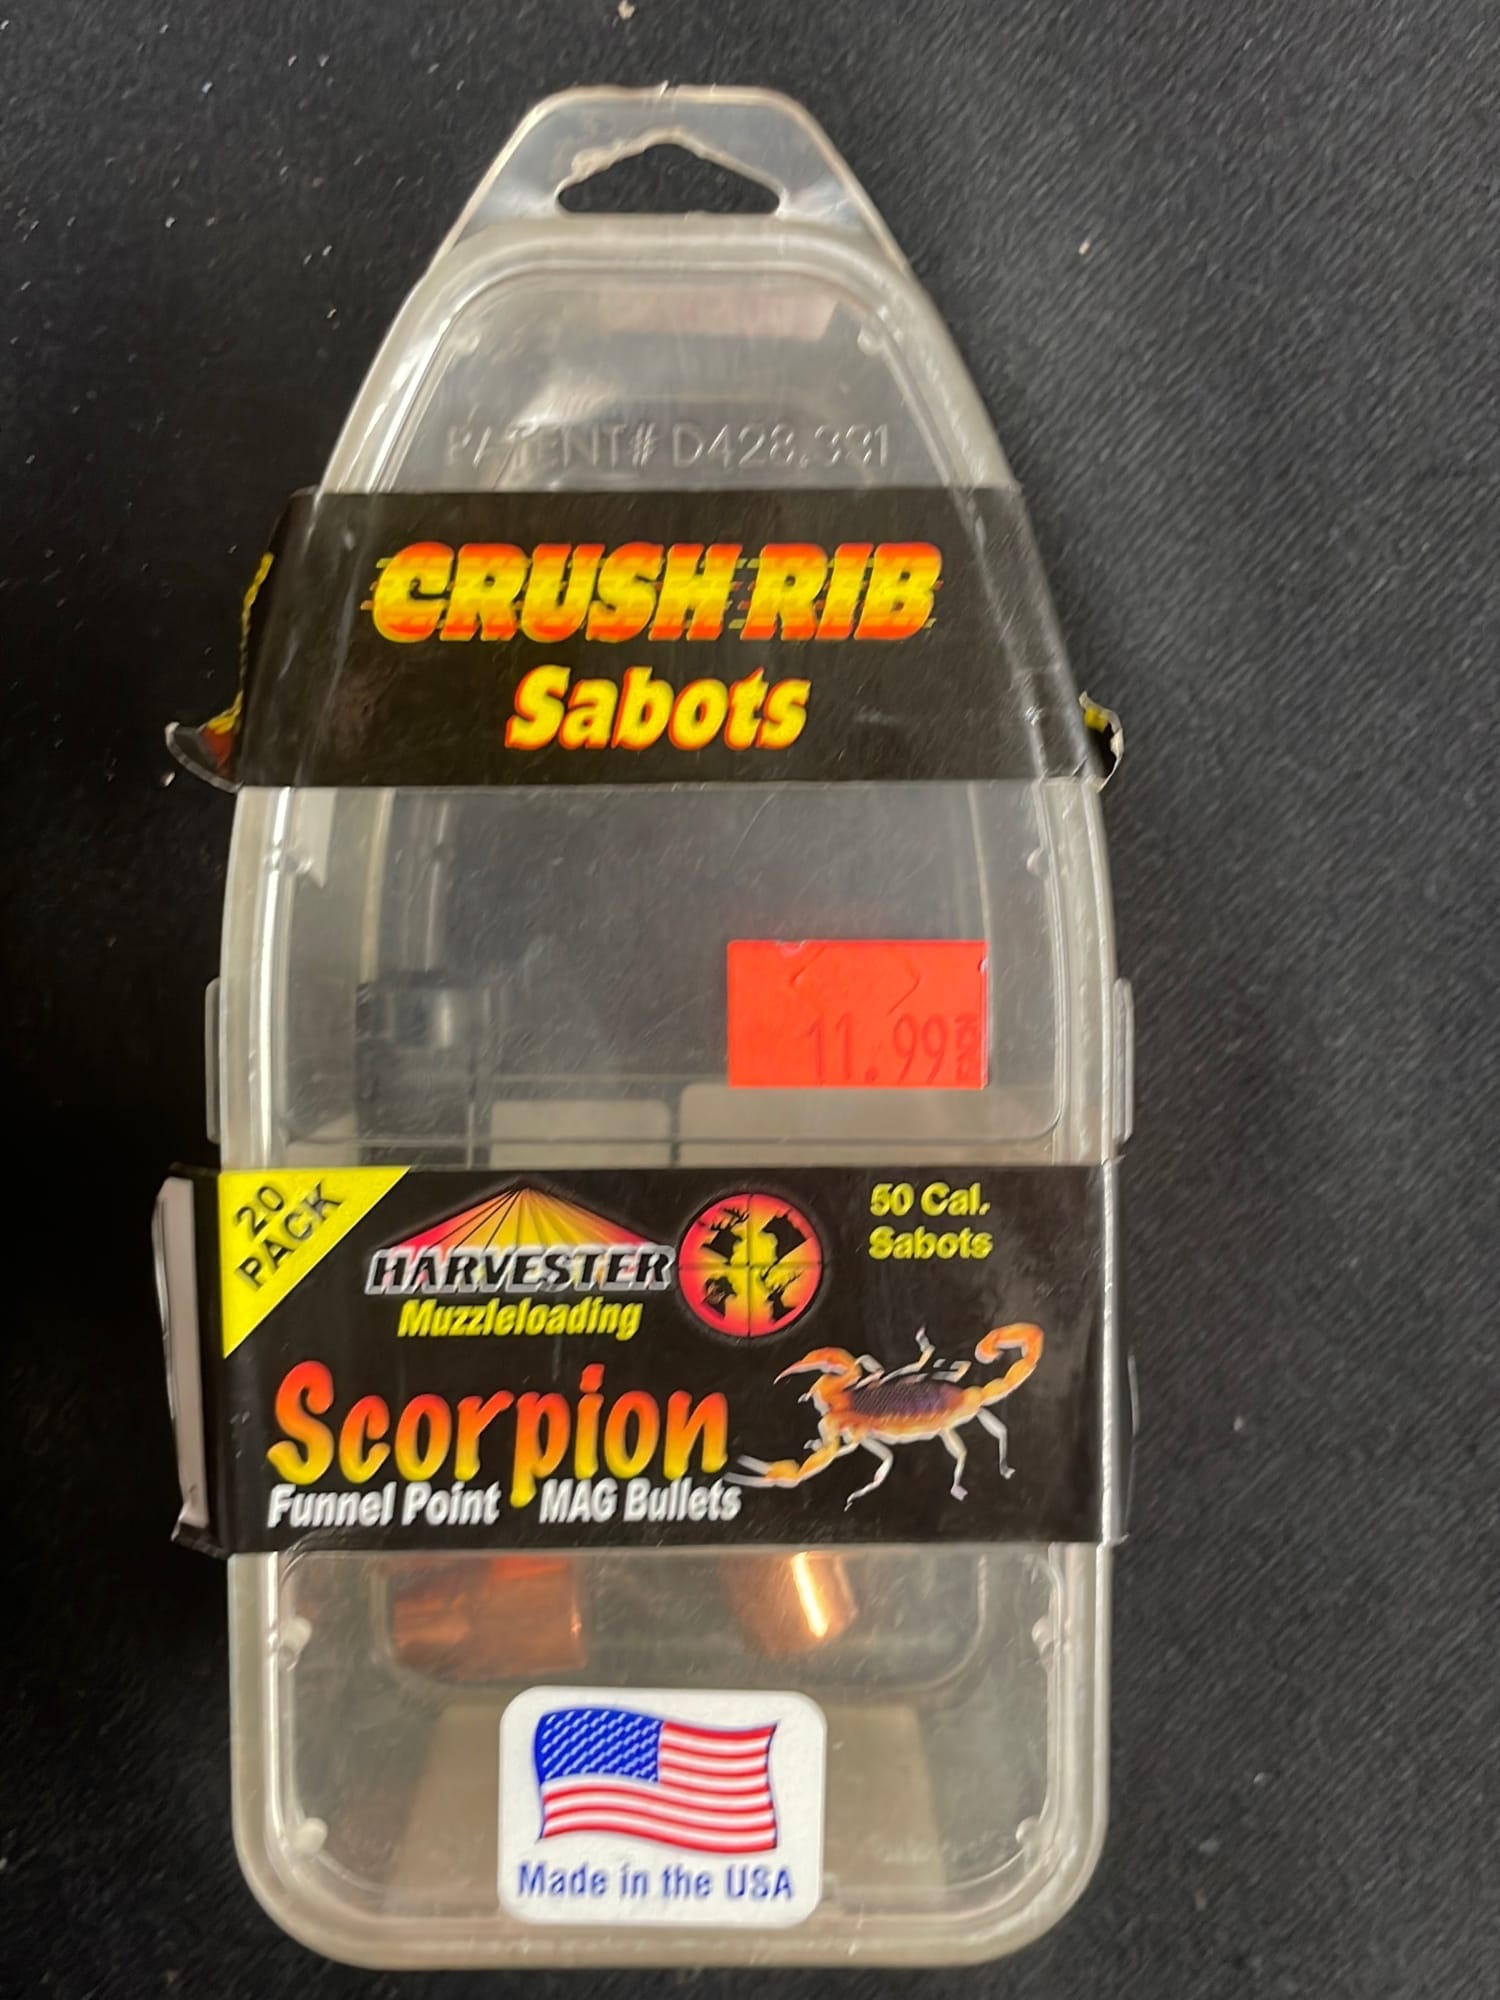 PATENT# D428,331
CRUSH RIB
Sabots
11.99
20
PACK
HARVESTER
Muzzleloading
50 Cal.
Sabots
Scorpion
Funnel Point MAG Bullets
Made in the USA